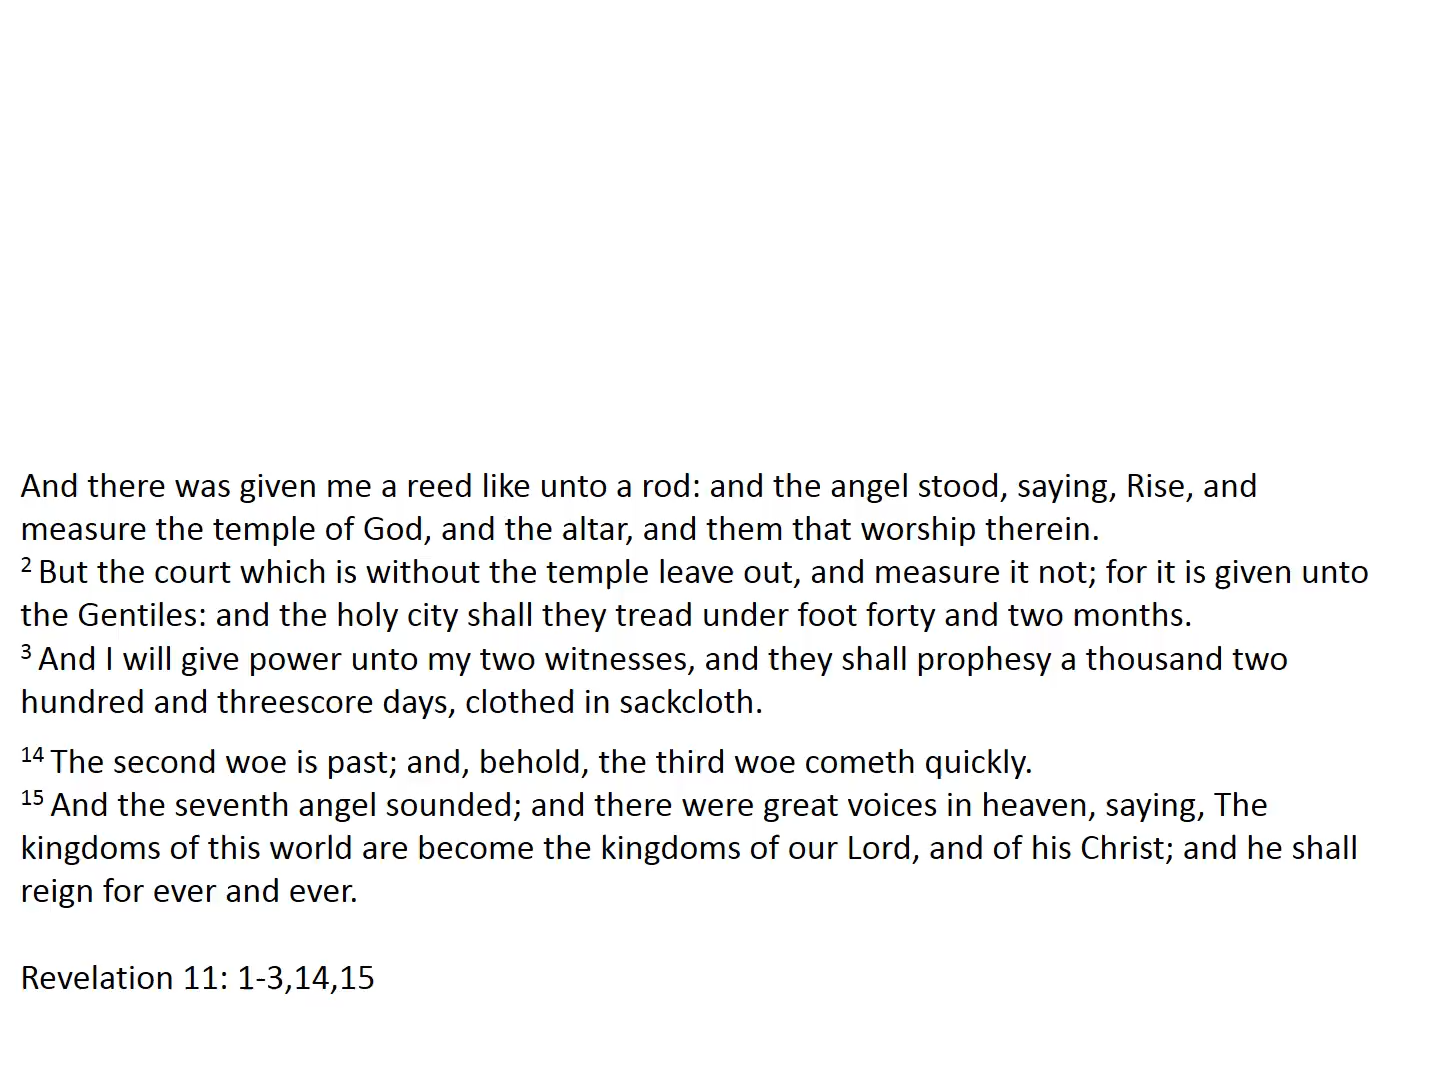 And there was given me a reed like unto a rod: and the angel stood, saying, Rise, and
measure the temple of God, and the altar, and them that worship therein.
2 But the court which is without the temple leave out, and measure it not; for it is given unto
the Gentiles: and the holy city shall they tread under foot forty and two months.
3 And I will give power unto my two witnesses, and they shall prophesy a thousand two
hundred and threescore days, clothed in sackcloth.
14 The second woe is past; and, behold, the third woe cometh quickly.
15 And the seventh angel sounded; and there were great voices in heaven, saying, The
kingdoms of this world are become the kingdoms of our Lord, and of his Christ; and he shall
reign for ever and ever.
Revelation 11: 1-3,14,15